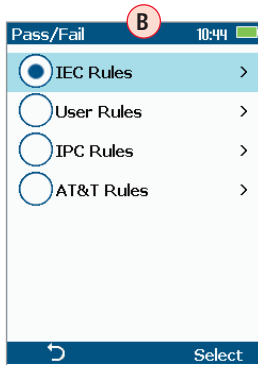 B
Pass/Fail 10:44
IEC Rules >
User Rules >
IPC Rules >
AT&T Rules >
Select